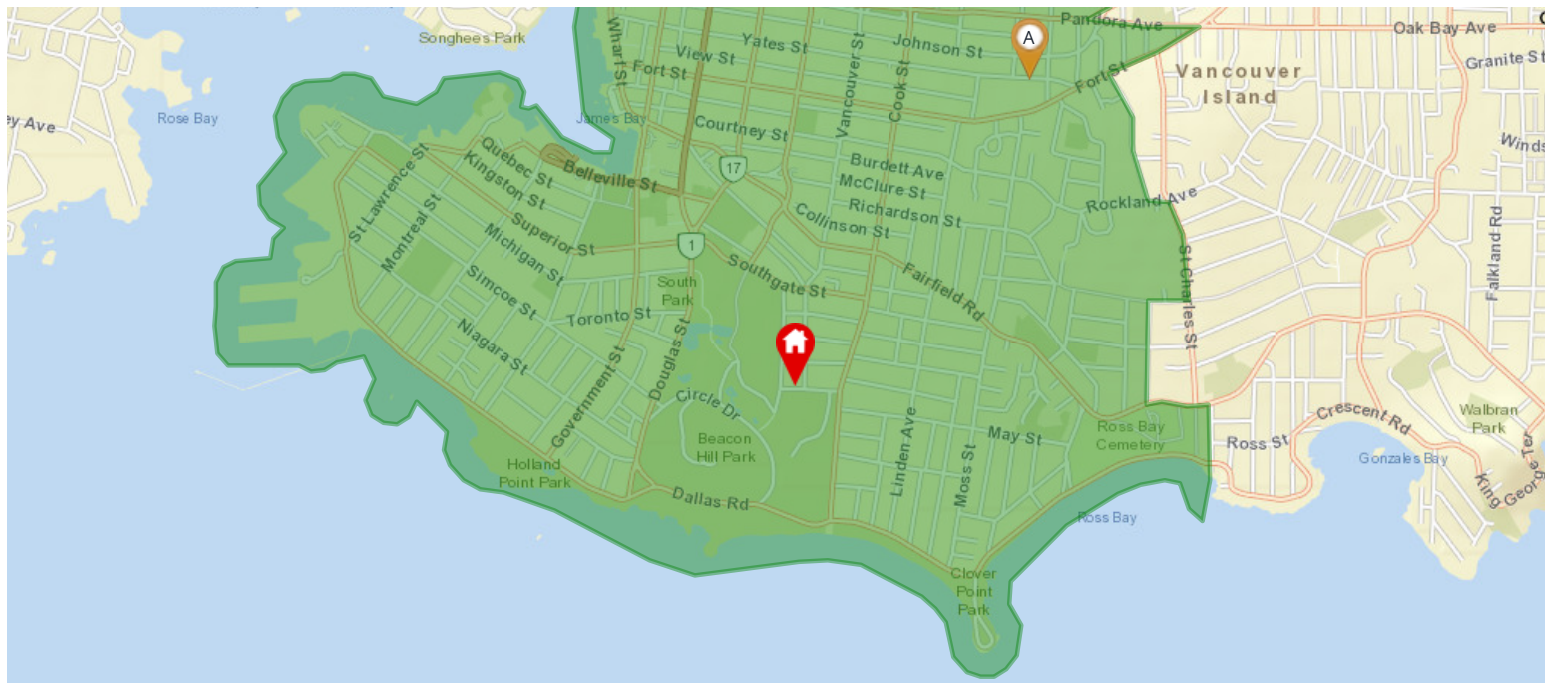 Songhees Park
Wharf St
Yates St
View St
Fort St
Johnson St
A
Pandora Ave
Oak Bay Ave
Granite St
Vancouver
Island
Fort St
Vancouver St
Cook St
ey Ave
Rose Bay
James Bay
Courtney St
17
Burdett Ave
McClure St
Richardson St
Collinson St
Rockland Ave
Winds
Quebec St
Kingston St
Belleville St
St Lawrence St
Montreal St
Superior St
Michigan St
1
Southgate St
Fairfield Rd
St Charles St
Falkland Rd
South
Park
Simcoe St
Toronto St
Niagara St
Government St
Douglas St
Circle Dr
Beacon
Hill Park
Linden Ave
Moss St
May St
Ross Bay
Cemetery
Ross St
Crescent Rd
Walbran
Park
Gonzales Bay
King
George Ter
Holland
Point Park
Dallas Rd
Ross Bay
Clover
Point
Park